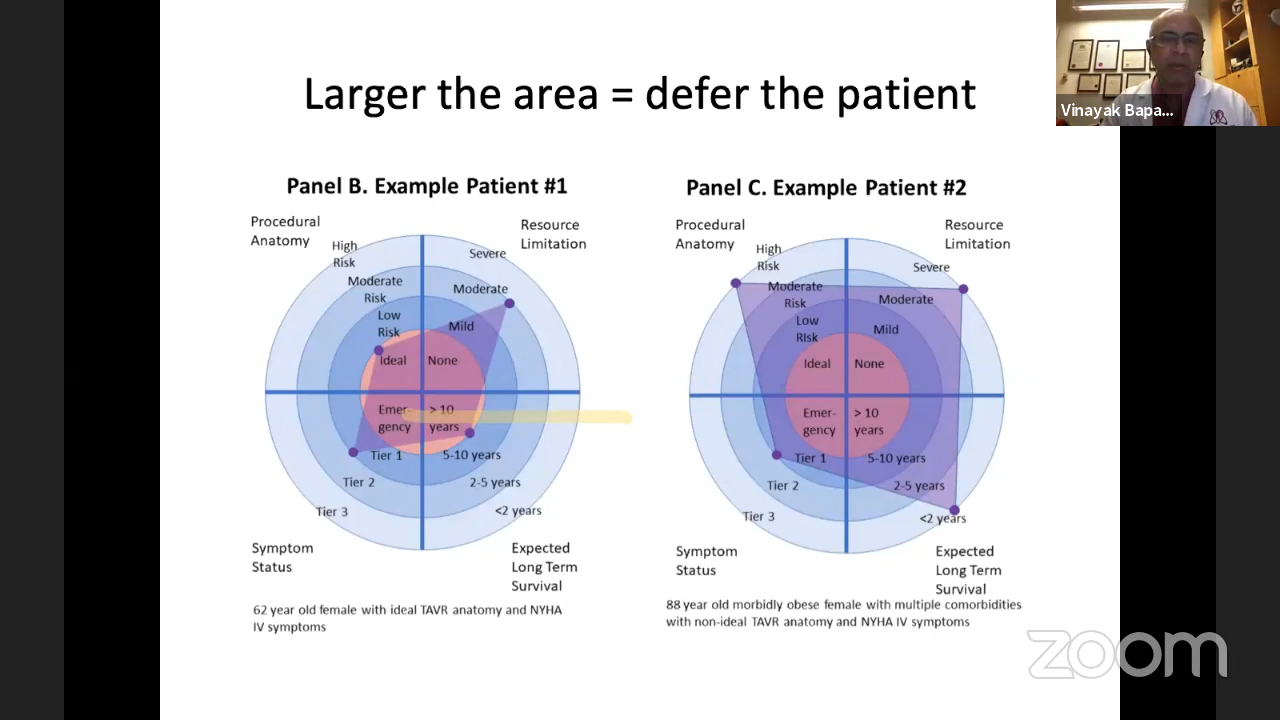 Larger the area = defer the patient
Vinayak Bapa...
Panel B. Example Patient #1
Procedural
Anatomy
Resource
Limitation
High
Risk
Severe
Moderate
Risk
Moderate
Low
Risk
Mild
Ideal
None
Emer-
gency
> 10
years
Tier 1
5-10 years
Tier 2
2-5 years
Tier 3
<2 years
Symptom
Status
Expected
Long Term
Survival
62 year old female with ideal TAVR anatomy and NYHA
IV symptoms
Panel C. Example Patient #2
Procedural
Anatomy
Resource
Limitation
High
Risk
Severe
Moderate
Risk
Moderate
Low
Risk
Mild
Ideal
None
Emer-
gency
> 10
years
Tier 1
5-10 years
Tier 2
2-5 years
Tier 3
<2 years
Symptom
Status
Expected
Long Term
Survival
88 year old morbidly obese female with multiple comorbidities
with non-ideal TAVR anatomy and NYHA IV symptoms
zoom